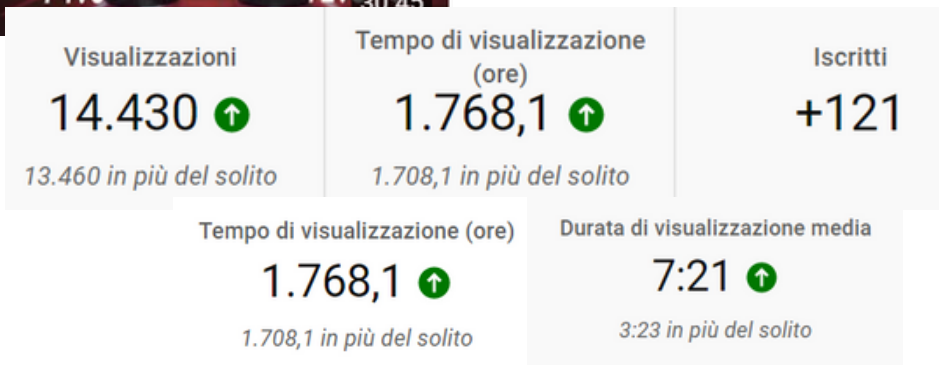 30:45
Visualizzazioni
14.430
13.460 in più del solito
Tempo di visualizzazione
(ore)
1.768,1
1.708,1 in più del solito
Iscritti
+121
Tempo di visualizzazione (ore)
1.768,1
1.708,1 in più del solito
Durata di visualizzazione media
7:21
3:23 in più del solito